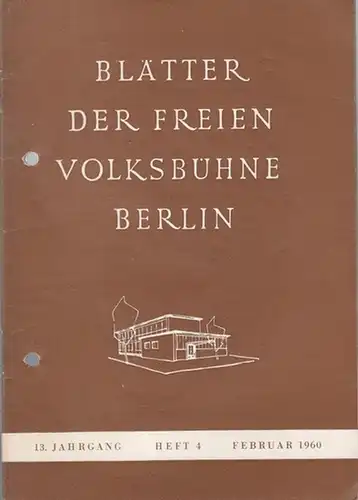 BLÄTTER
DER FREIEN
VOLKSBÜHNE
BERLIN
13. JAHRGANG HEFT 4 FEBRUAR 1960